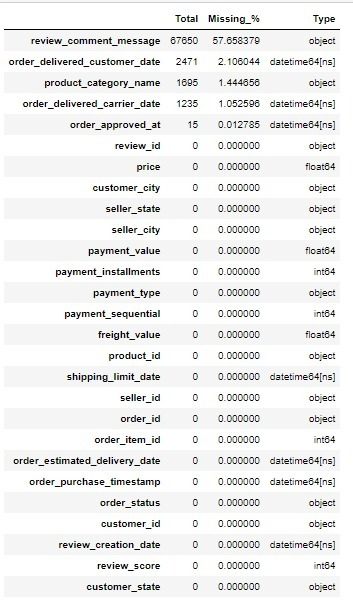 Total Missing_% Type
review_comment_message 67650 57.658379 object
order_delivered_customer_date 2471 2.106044 datetime64[ns]
product_category_name 1695 1.444656 object
order_delivered_carrier_date 1235 1.052596 datetime64[ns]
order_approved_at 15 0.012785 datetime64[ns]
review_id 0 0.000000 object
price 0 0.000000 float64
customer_city 0 0.000000 object
seller_state 0 0.000000 object
seller_city 0 0.000000 object
payment_value 0 0.000000 float64
payment_installments 0 0.000000 int64
payment_type 0 0.000000 object
payment_sequential 0 0.000000 int64
freight_value 0 0.000000 float64
product_id 0 0.000000 object
shipping_limit_date 0 0.000000 datetime64[ns]
seller_id 0 0.000000 object
order_id 0 0.000000 object
order_item_id 0 0.000000 int64
order_estimated_delivery_date 0 0.000000 datetime64[ns]
order_purchase_timestamp 0 0.000000 datetime64[ns]
order_status 0 0.000000 object
customer_id 0 0.000000 object
review_creation_date 0 0.000000 datetime64[ns]
review_score 0 0.000000 int64
customer_state 0 0.000000 object